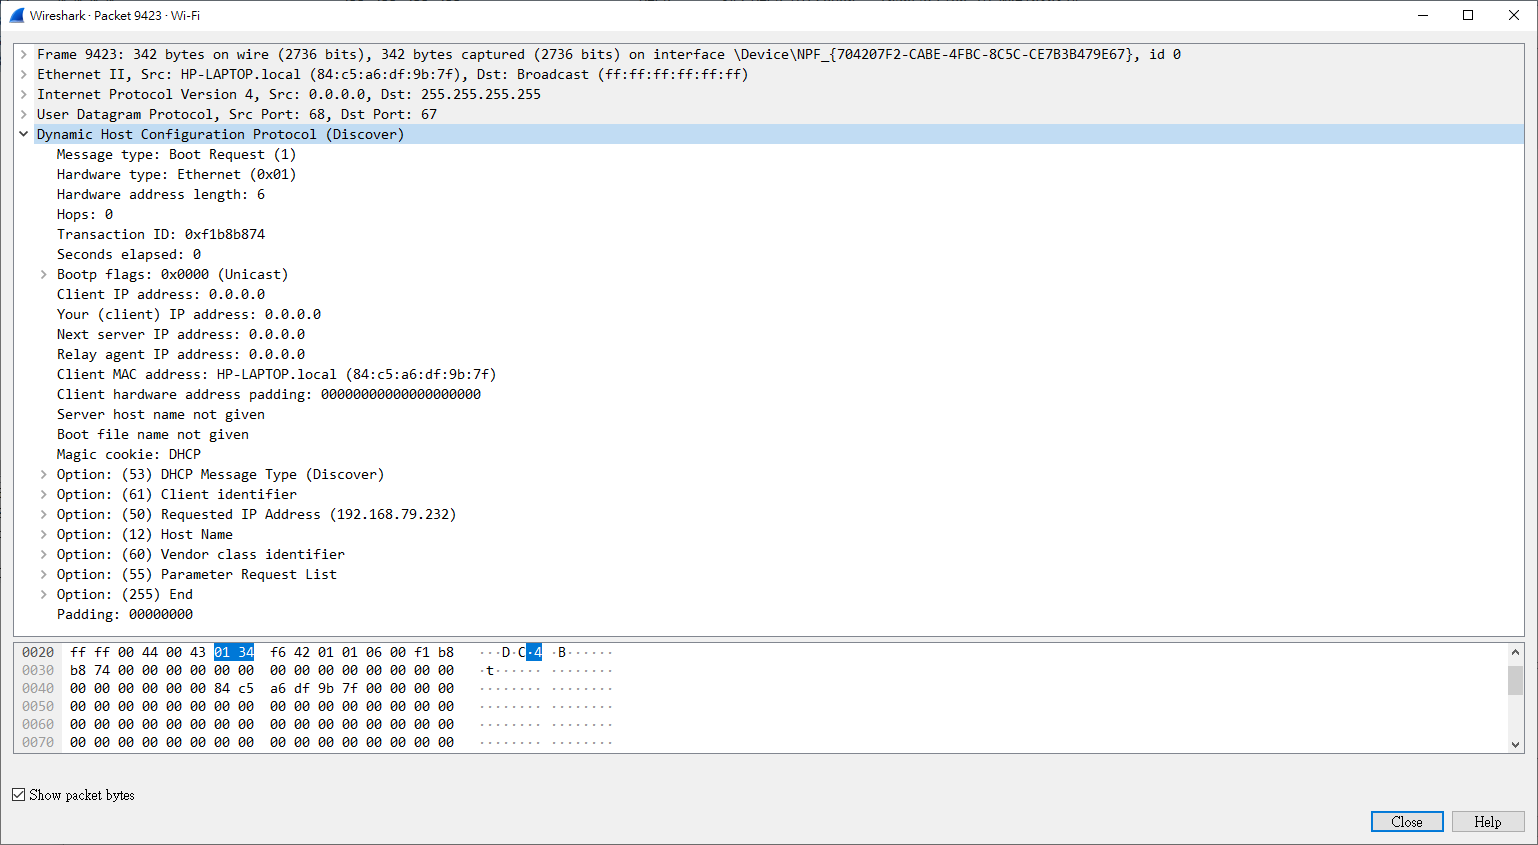 Wireshark · Packet 9423 · Wi-Fi
Frame 9423: 342 bytes on wire (2736 bits), 342 bytes captured (2736 bits) on interface \Device\NPF_{704207F2-CABE-4FBC-8C5C-CE7B3B479E67}, id 0
Ethernet II, Src: HP-LAPTOP.local (84:c5:a6:df:9b:7f), Dst: Broadcast (ff:ff:ff:ff:ff:ff)
Internet Protocol Version 4, Src: 0.0.0.0, Dst: 255.255.255.255
User Datagram Protocol, Src Port: 68, Dst Port: 67
Dynamic Host Configuration Protocol (Discover)
Message type: Boot Request (1)
Hardware type: Ethernet (0x01)
Hardware address length: 6
Hops: 0
Transaction ID: 0xf1b8b874
Seconds elapsed: 0
Bootp flags: 0x0000 (Unicast)
Client IP address: 0.0.0.0
Your (client) IP address: 0.0.0.0
Next server IP address: 0.0.0.0
Relay agent IP address: 0.0.0.0
Client MAC address: HP-LAPTOP.local (84:c5:a6:df:9b:7f)
Client hardware address padding: 00000000000000000000
Server host name not given
Boot file name not given
Magic cookie: DHCP
Option: (53) DHCP Message Type (Discover)
Option: (61) Client identifier
Option: (50) Requested IP Address (192.168.79.232)
Option: (12) Host Name
Option: (60) Vendor class identifier
Option: (55) Parameter Request List
Option: (255) End
Padding: 00000000
0020 ff ff 00 44 00 43 01 34 f6 42 01 01 06 00 f1 b8 ···D·C·4 ·B······
0030 b8 74 00 00 00 00 00 00 00 00 00 00 00 00 00 00 ·t······ ········
0040 00 00 00 00 00 00 84 c5 a6 df 9b 7f 00 00 00 00 ········ ········
0050 00 00 00 00 00 00 00 00 00 00 00 00 00 00 00 00 ········ ········
0060 00 00 00 00 00 00 00 00 00 00 00 00 00 00 00 00 ········ ········
0070 00 00 00 00 00 00 00 00 00 00 00 00 00 00 00 00 ········ ········
Show packet bytes
Close Help